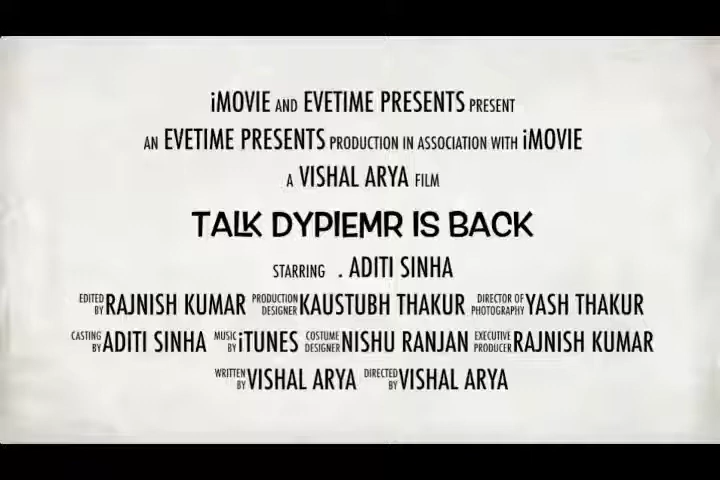 iMOVIE AND EVETIME PRESENTS PRESENT
AN EVETIME PRESENTS PRODUCTION IN ASSOCIATION WITH iMOVIE
A VISHAL ARYA FILM
TALK DYPIEMR IS BACK
STARRING . ADITI SINHA
EDITED BY RAJNISH KUMAR PRODUCTION DESIGNER KAUSTUBH THAKUR DIRECTOR OF PHOTOGRAPHY YASH THAKUR
CASTING BY ADITI SINHA MUSIC BY iTUNES COSTUME DESIGNER NISHU RANJAN EXECUTIVE PRODUCER RAJNISH KUMAR
WRITTEN BY VISHAL ARYA DIRECTED BY VISHAL ARYA